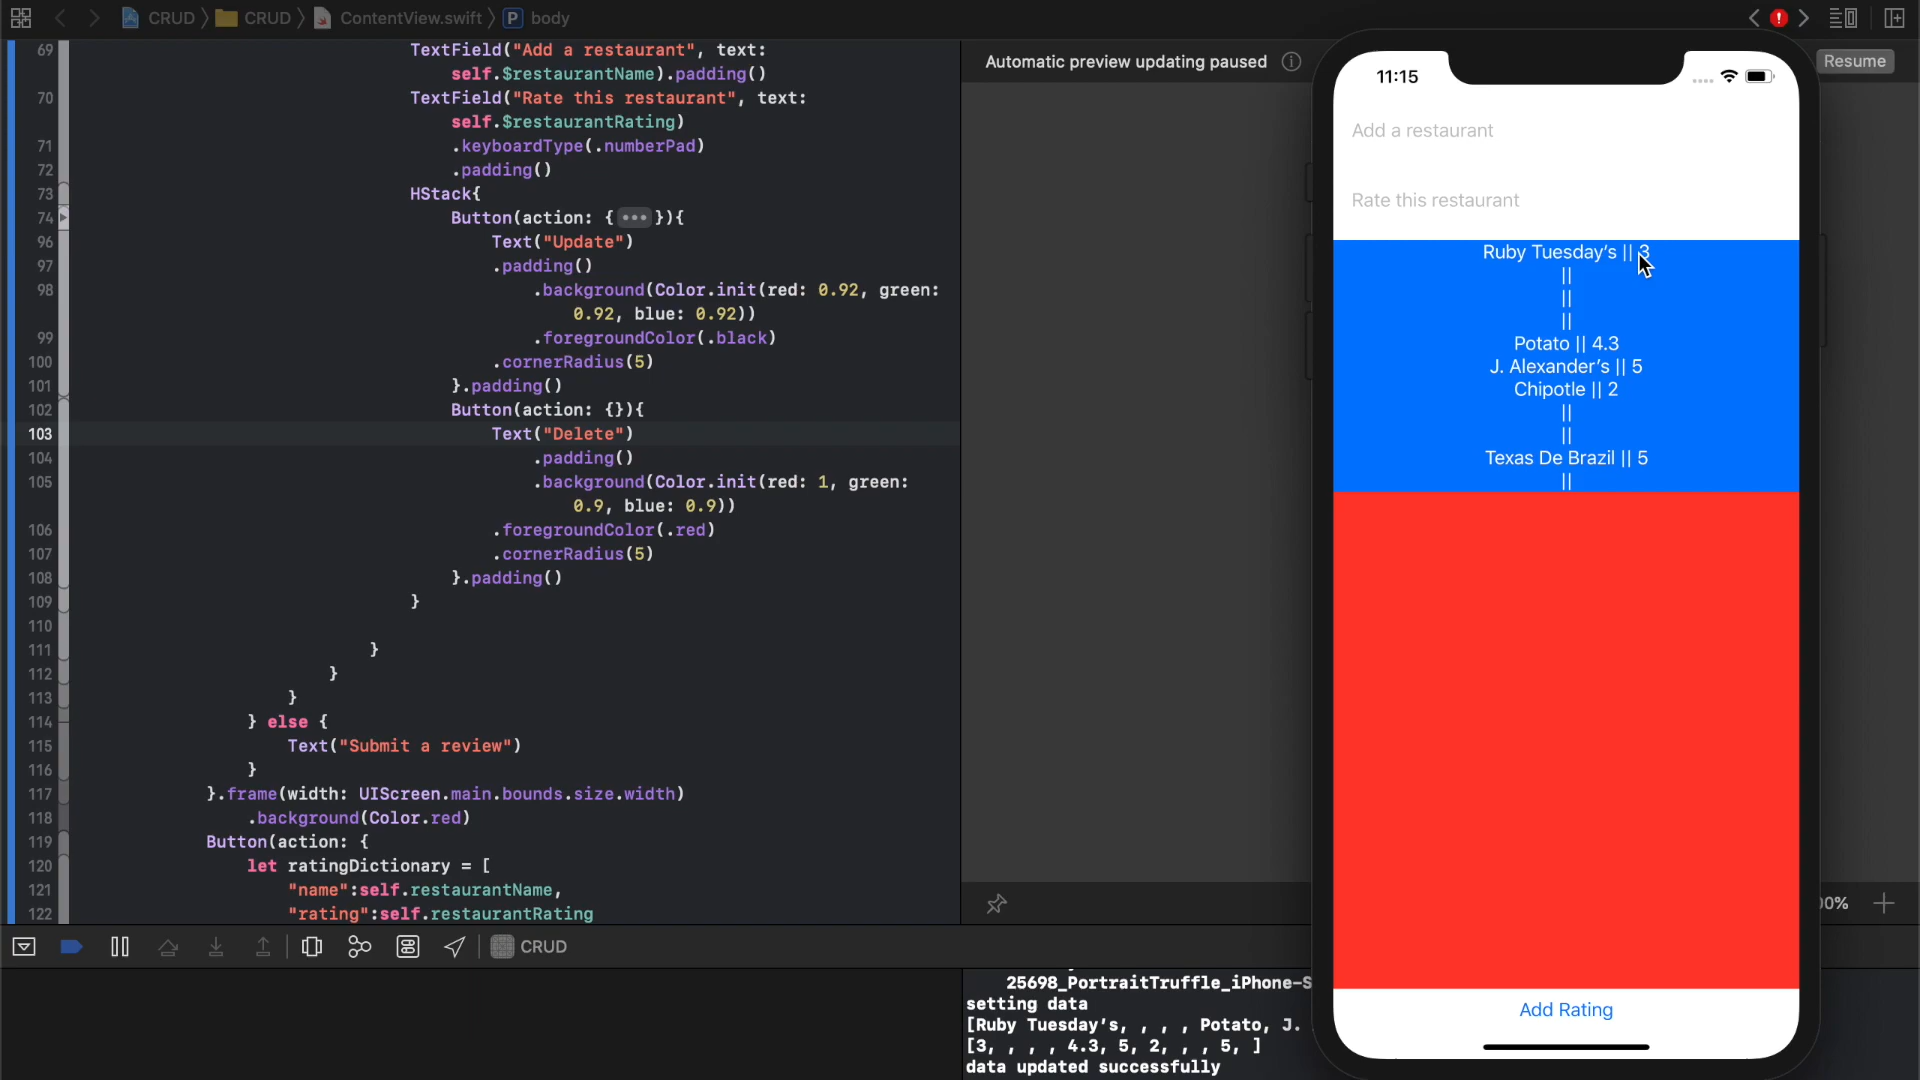 CRUD CRUD ContentView.swift P body
69 TextField("Add a restaurant", text:
self.$restaurantName).padding()
70 TextField("Rate this restaurant", text:
self.$restaurantRating)
71 .keyboardType(.numberPad)
72 .padding()
73 HStack{
74 Button(action: {•••}){
96 Text("Update")
97 .padding()
98 .background(Color.init(red: 0.92, green:
0.92, blue: 0.92))
99 .foregroundColor(.black)
100 .cornerRadius(5)
101 }.padding()
102 Button(action: {}){
103 Text("Delete")
104 .padding()
105 .background(Color.init(red: 1, green:
0.9, blue: 0.9))
106 .foregroundColor(.red)
107 .cornerRadius(5)
108 }.padding()
109 }
110
111 }
112 }
113 }
114 } else {
115 Text("Submit a review")
116 }
117 }.frame(width: UIScreen.main.bounds.size.width)
118 .background(Color.red)
119 Button(action: {
120 let ratingDictionary = [
121 "name":self.restaurantName,
122 "rating":self.restaurantRating
CRUD
Automatic preview updating paused
Resume
11:15
Add a restaurant
Rate this restaurant
Ruby Tuesday’s || 3
||
||
||
Potato || 4.3
J. Alexander’s || 5
Chipotle || 2
||
||
Texas De Brazil || 5
||
Add Rating
00%
25698_PortraitTruffle_iPhone-S
setting data
[Ruby Tuesday’s, , , , Potato, J.
[3, , , , 4.3, 5, 2, , , 5, ]
data updated successfully